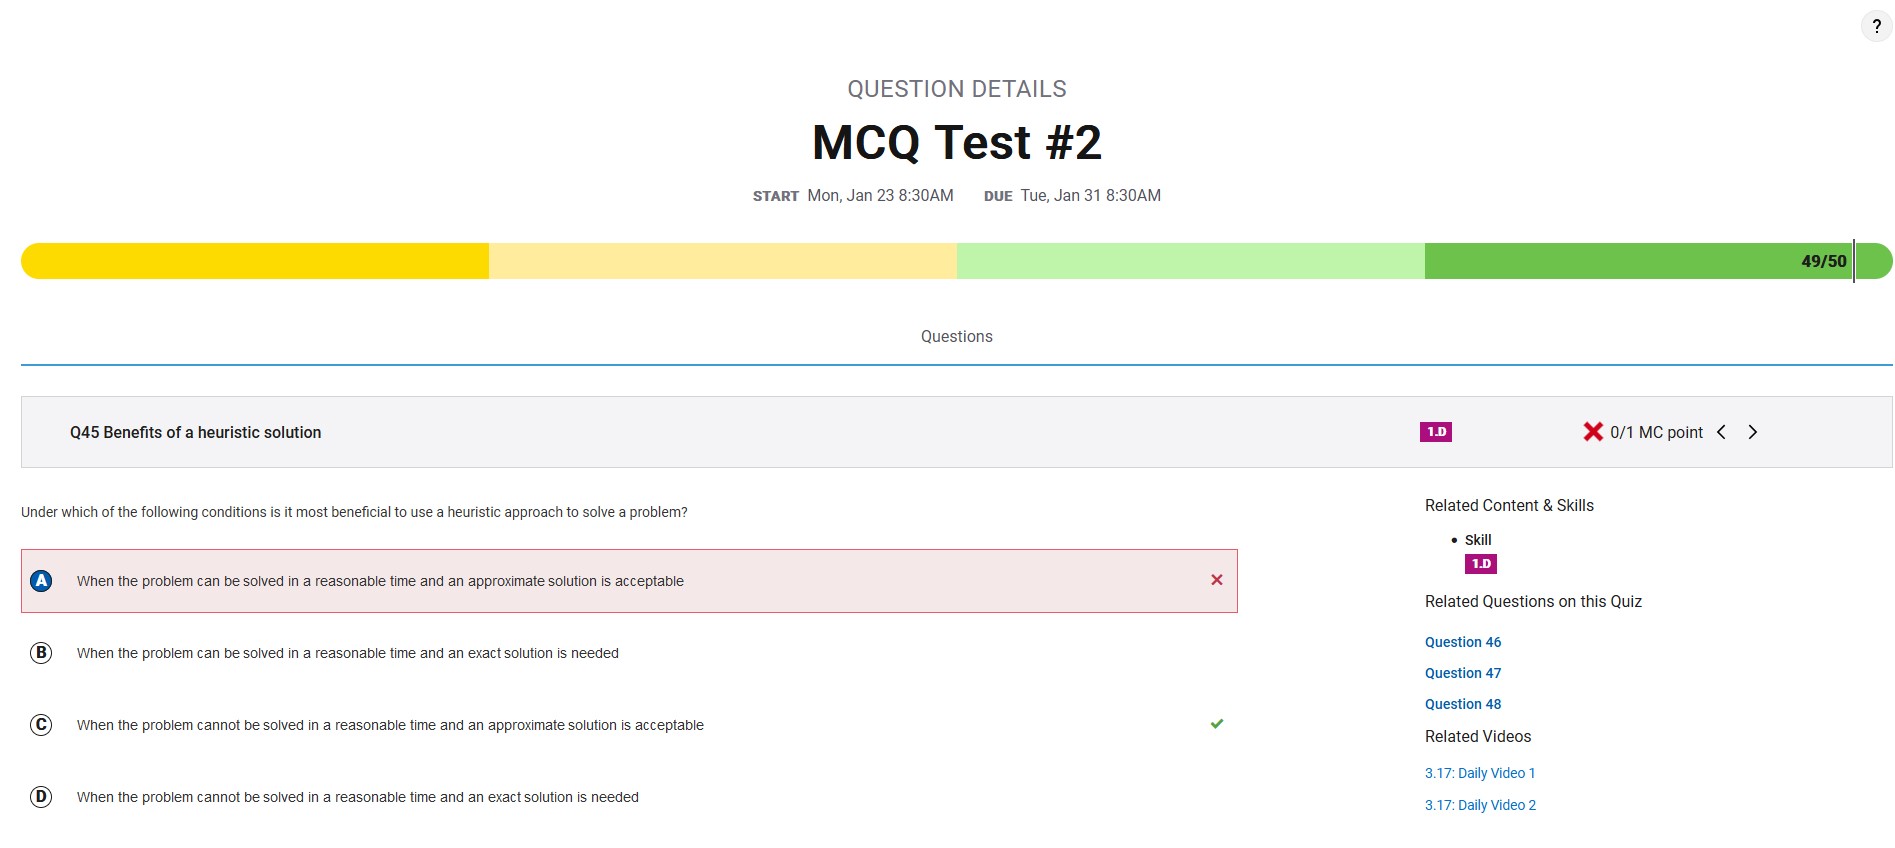 ?
QUESTION DETAILS
MCQ Test #2
START Mon, Jan 23 8:30AM DUE Tue, Jan 31 8:30AM
49/50
Questions
Q45 Benefits of a heuristic solution 1.D 0/1 MC point
Under which of the following conditions is it most beneficial to use a heuristic approach to solve a problem?
A When the problem can be solved in a reasonable time and an approximate solution is acceptable
B When the problem can be solved in a reasonable time and an exact solution is needed
C When the problem cannot be solved in a reasonable time and an approximate solution is acceptable
D When the problem cannot be solved in a reasonable time and an exact solution is needed
Related Content & Skills
Skill
1.D
Related Questions on this Quiz
Question 46
Question 47
Question 48
Related Videos
3.17: Daily Video 1
3.17: Daily Video 2